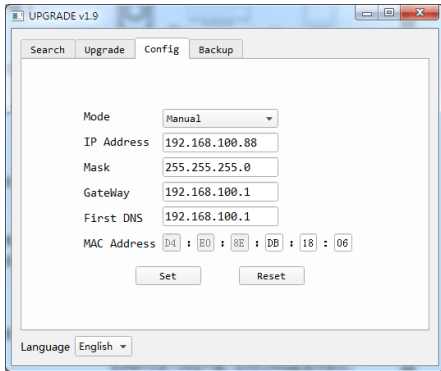 UPGRADE v1.9
Search Upgrade Config Backup
Mode Manual
IP Address 192.168.100.88
Mask 255.255.255.0
GateWay 192.168.100.1
First DNS 192.168.100.1
MAC Address D4 : E0 : 8E : DB : 18 : 06
Set Reset
Language English